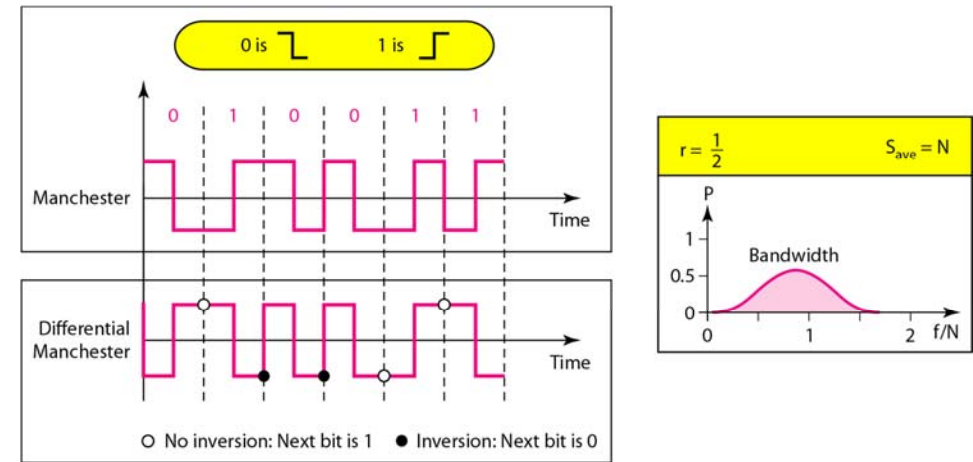 0 is 1 is
0 1 0 0 1 1
Manchester
Time
Differential
Manchester
Time
No inversion: Next bit is 1 Inversion: Next bit is 0
r = 1/2 S_ave = N
P
1
Bandwidth
0.5
0
0 1 2 f/N